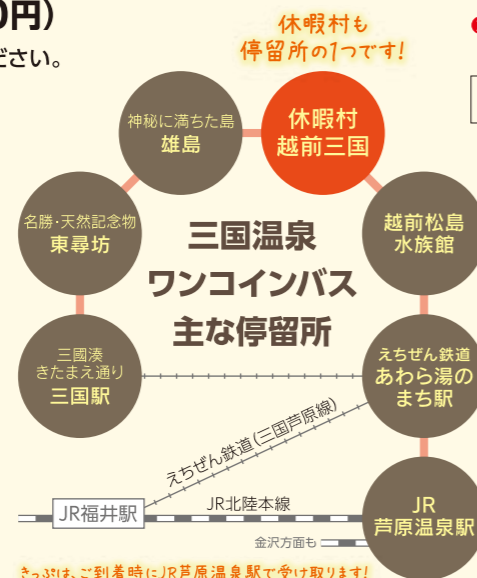 0円)
ださい。
休暇村も
停留所の1つです!
神秘に満ちた島
雄島
休暇村
越前三国
名勝・天然記念物
東尋坊
越前松島
水族館
三国温泉
ワンコインバス
主な停留所
三國湊
きたまえ通り
三国駅
えちぜん鉄道
あわら湯の
まち駅
えちぜん鉄道(三国芦原線)
JR福井駅
JR北陸本線
JR
芦原温泉駅
金沢方面も
きっぷは、ご到着時にJR芦原温泉駅で受け取ります!